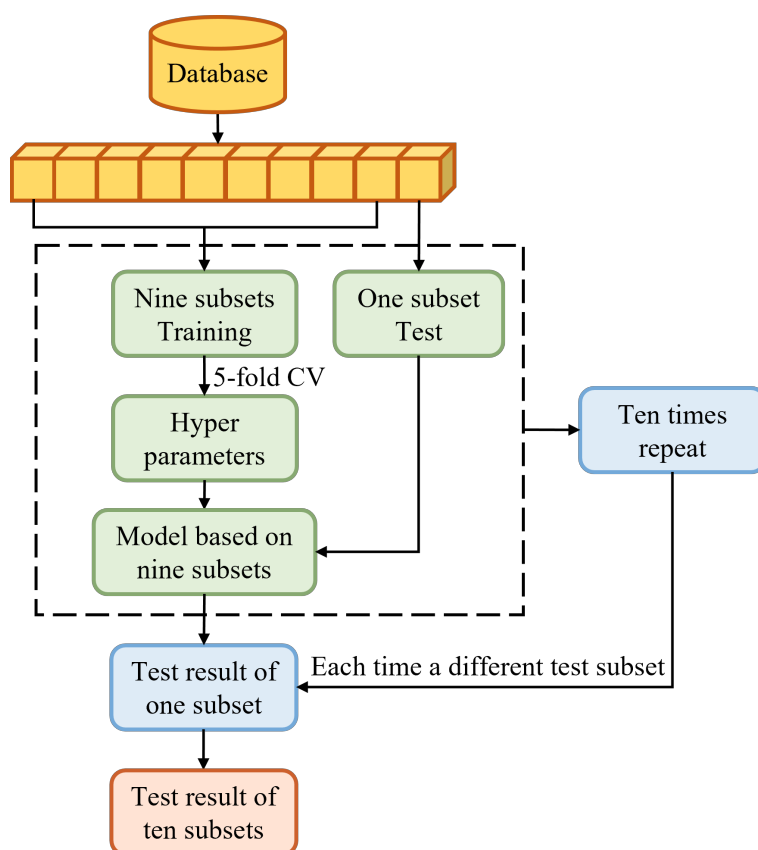 Database
Nine subsets
Training
One subset
Test
5-fold CV
Hyper
parameters
Ten times
repeat
Model based on
nine subsets
Each time a different test subset
Test result of
one subset
Test result of
ten subsets